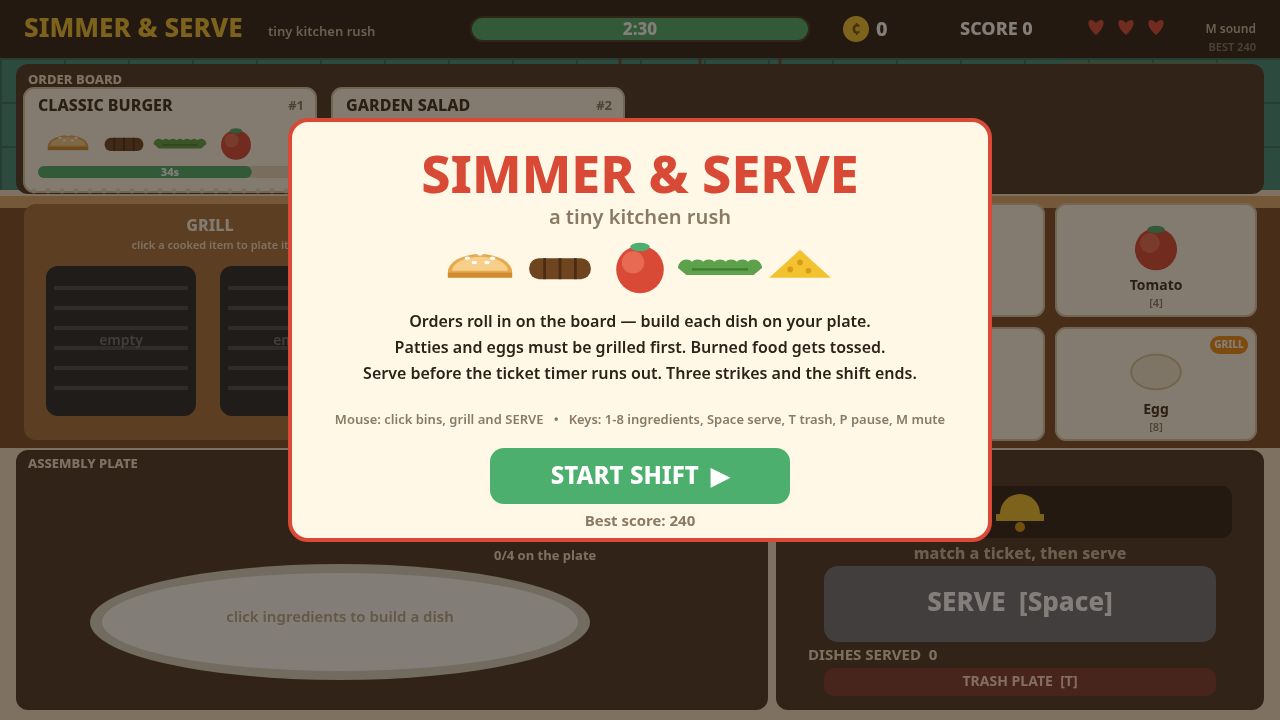 SIMMER & SERVE
tiny kitchen rush
2:30
¢ 0
SCORE 0
M sound
BEST 240
ORDER BOARD
CLASSIC BURGER #1
34s
GARDEN SALAD #2
SIMMER & SERVE
a tiny kitchen rush
Orders roll in on the board — build each dish on your plate.
Patties and eggs must be grilled first. Burned food gets tossed.
Serve before the ticket timer runs out. Three strikes and the shift ends.
Mouse: click bins, grill and SERVE • Keys: 1-8 ingredients, Space serve, T trash, P pause, M mute
START SHIFT ▶
Best score: 240
GRILL
click a cooked item to plate it
empty
Tomato
[4]
GRILL
Egg
[8]
ASSEMBLY PLATE
0/4 on the plate
click ingredients to build a dish
match a ticket, then serve
SERVE [Space]
DISHES SERVED 0
TRASH PLATE [T]